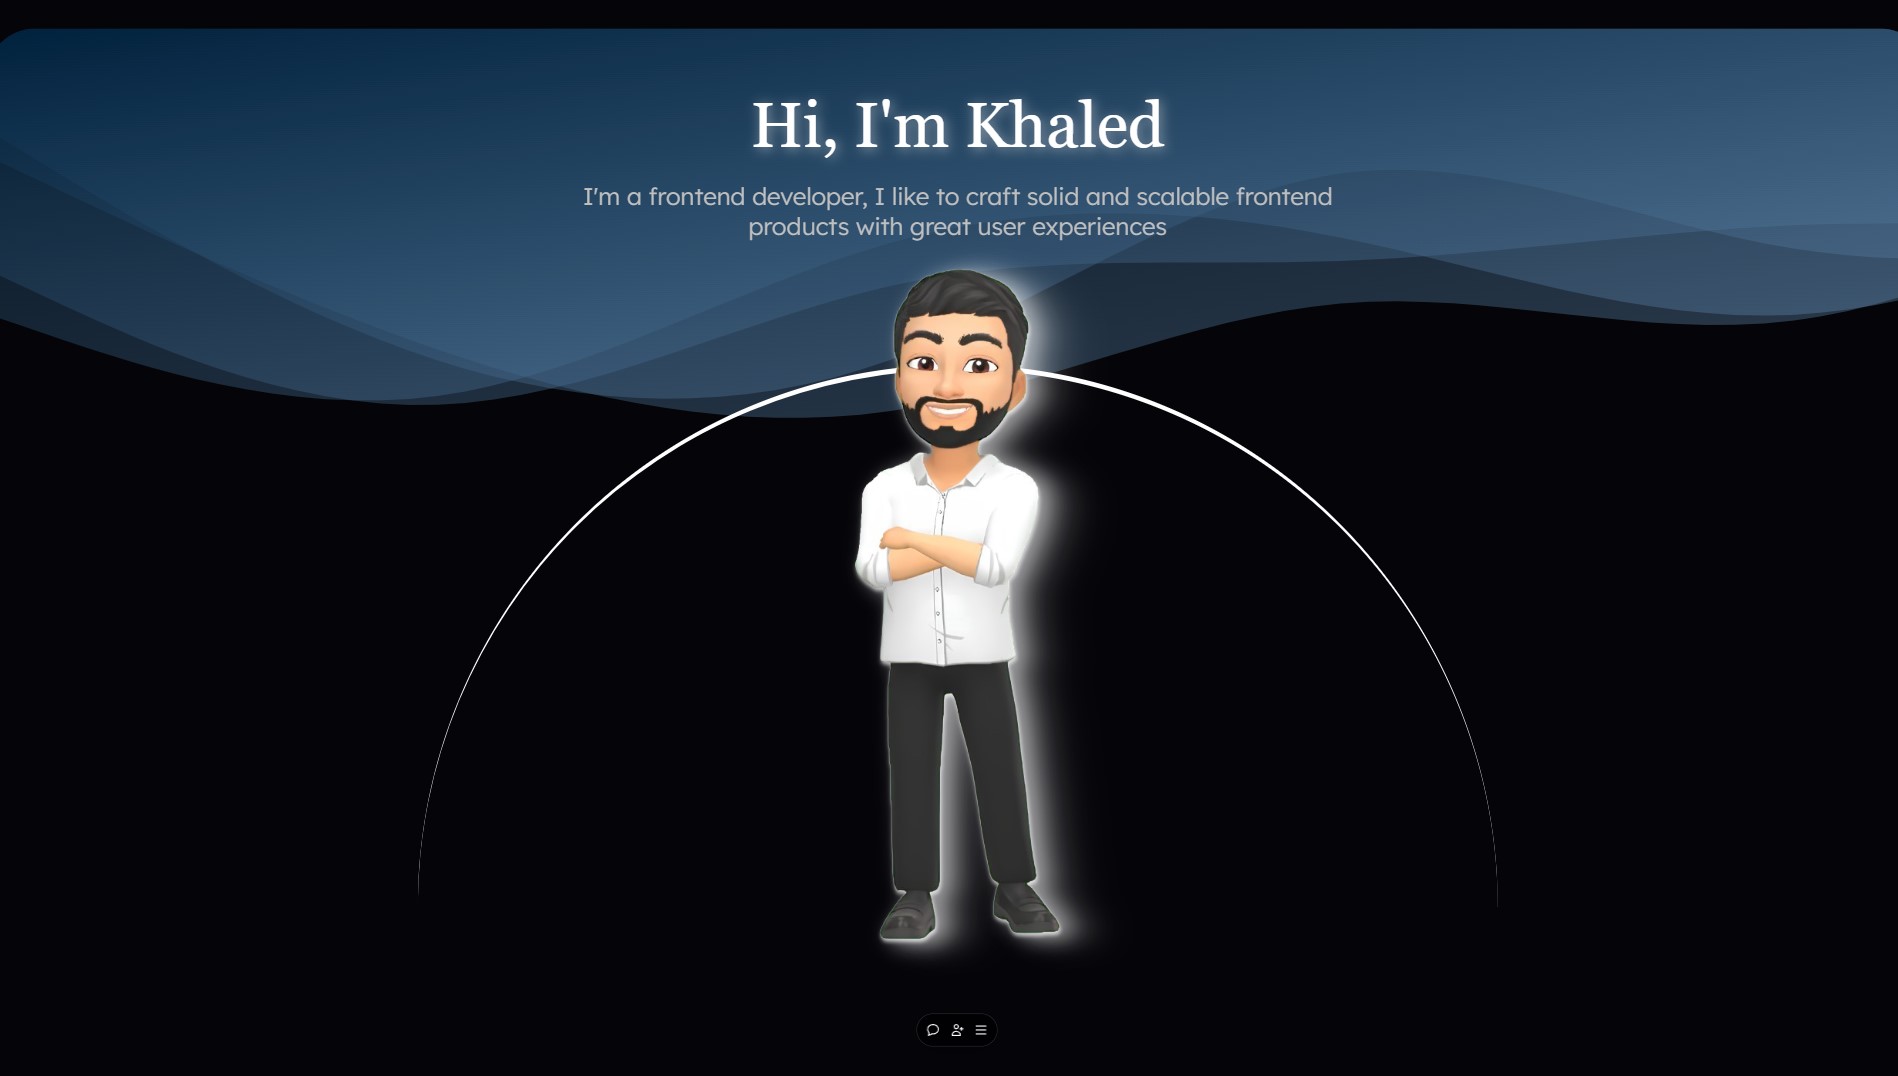 Hi, I'm Khaled
I'm a frontend developer, I like to craft solid and scalable frontend
products with great user experiences